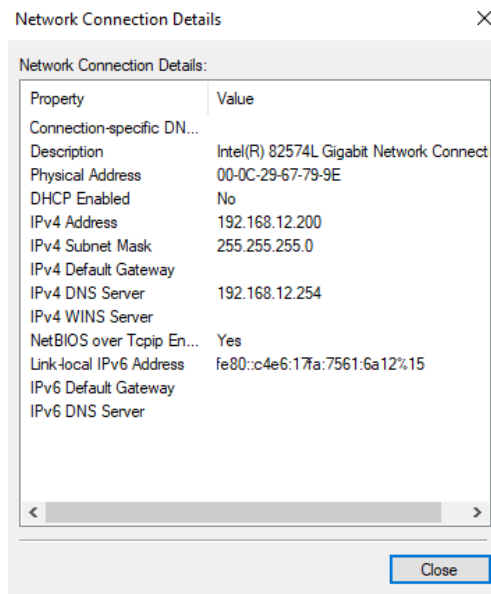 Network Connection Details
Network Connection Details:
Property Value
Connection-specific DN...
Description Intel(R) 82574L Gigabit Network Connect
Physical Address 00-0C-29-67-79-9E
DHCP Enabled No
IPv4 Address 192.168.12.200
IPv4 Subnet Mask 255.255.255.0
IPv4 Default Gateway
IPv4 DNS Server 192.168.12.254
IPv4 WINS Server
NetBIOS over Tcpip En... Yes
Link-local IPv6 Address fe80::c4e6:17fa:7561:6a12%15
IPv6 Default Gateway
IPv6 DNS Server
Close